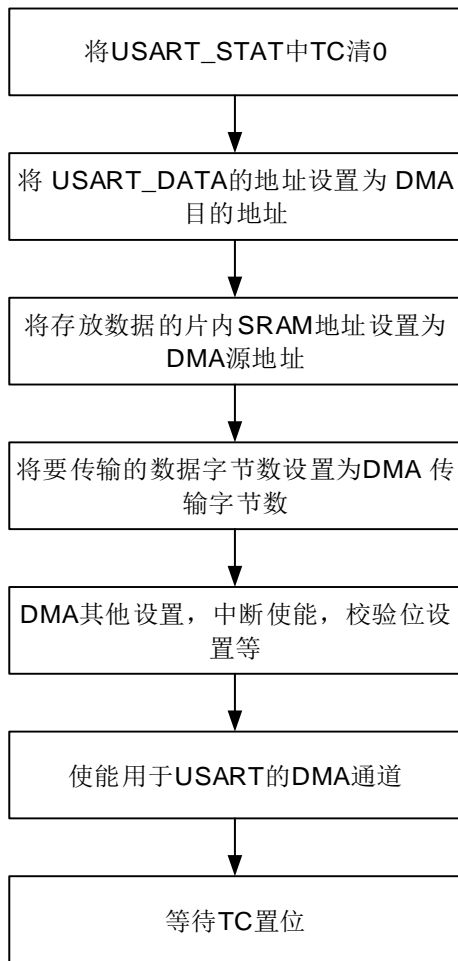 将USART_STAT中TC清0
将 USART_DATA的地址设置为 DMA
目的地址
将存放数据的片内SRAM地址设置为
DMA源地址
将要传输的数据字节数设置为DMA 传
输字节数
DMA其他设置，中断使能，校验位设
置等
使能用于USART的DMA通道
等待TC置位